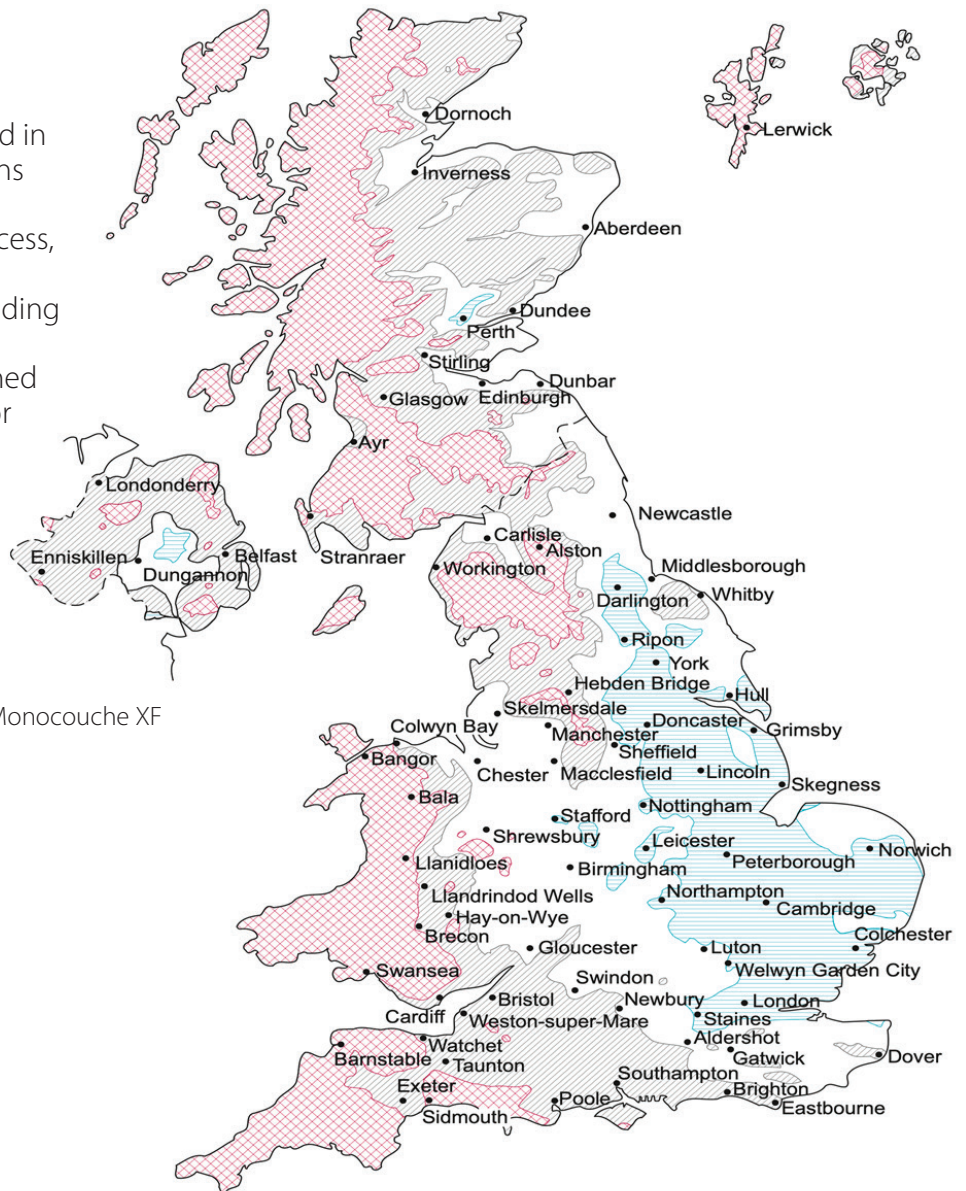 d in
ns
cess,
ding
ned
or
Monocouche XF
Dornoch
Lerwick
Inverness
Aberdeen
Dundee
Perth
Stirling
Dunbar
Edinburgh
Glasgow
Ayr
Londonderry
Newcastle
Carlisle
Alston
Stranraer
Belfast
Enniskillen
Dungannon
Workington
Middlesborough
Darlington
Whitby
Ripon
York
Hebden Bridge
Hull
Skelmersdale
Doncaster
Grimsby
Colwyn Bay
Manchester
Sheffield
Bangor
Chester
Macclesfield
Lincoln
Skegness
Bala
Nottingham
Stafford
Shrewsbury
Leicester
Norwich
Peterborough
Llanidloes
Birmingham
Llandrindod Wells
Northampton
Cambridge
Hay-on-Wye
Brecon
Colchester
Gloucester
Luton
Welwyn Garden City
Swansea
Swindon
Cardiff
Bristol
Newbury
London
Weston-super-Mare
Staines
Watchet
Aldershot
Barnstable
Taunton
Gatwick
Dover
Southampton
Exeter
Brighton
Sidmouth
Poole
Eastbourne